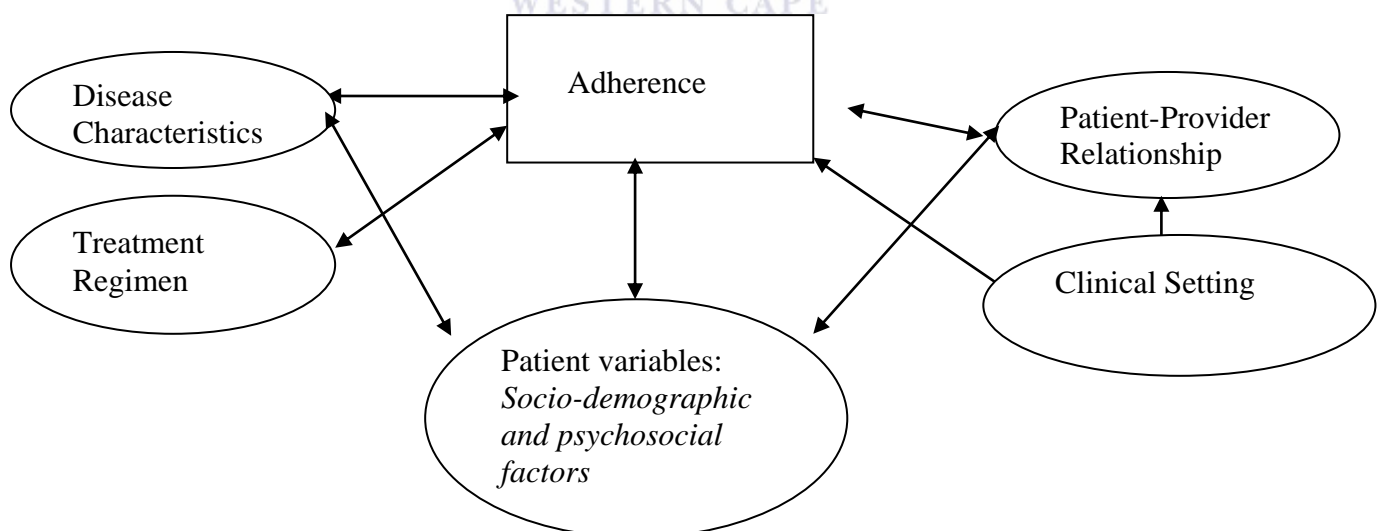 WESTERN CAPE
Adherence
Disease
Characteristics
Patient-Provider
Relationship
Treatment
Regimen
Clinical Setting
Patient variables:
Socio-demographic
and psychosocial
factors